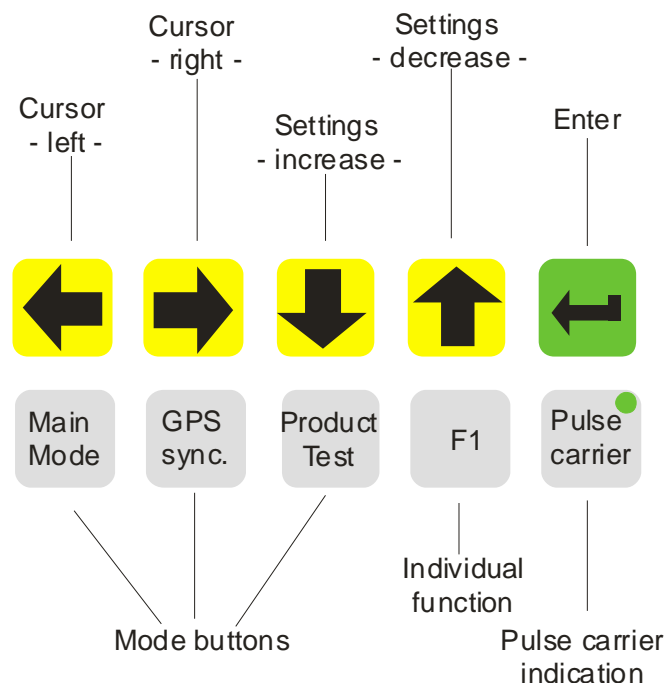 Cursor
- left -
Cursor
- right -
Settings
- increase -
Settings
- decrease -
Enter
Main
Mode
GPS
sync.
Product
Test
F1
Pulse
carrier
Mode buttons
Individual
function
Pulse carrier
indication